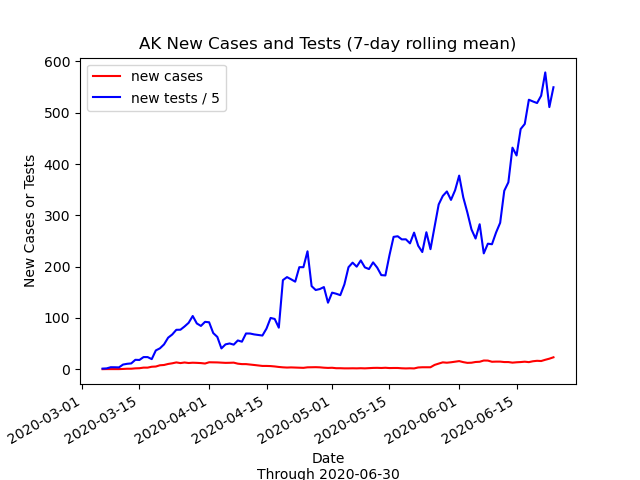 AK New Cases and Tests (7-day rolling mean)
new cases
new tests / 5
New Cases or Tests
600
500
400
300
200
100
0
2020-03-01
2020-03-15
2020-04-01
2020-04-15
2020-05-01
2020-05-15
2020-06-01
2020-06-15
Date
Through 2020-06-30